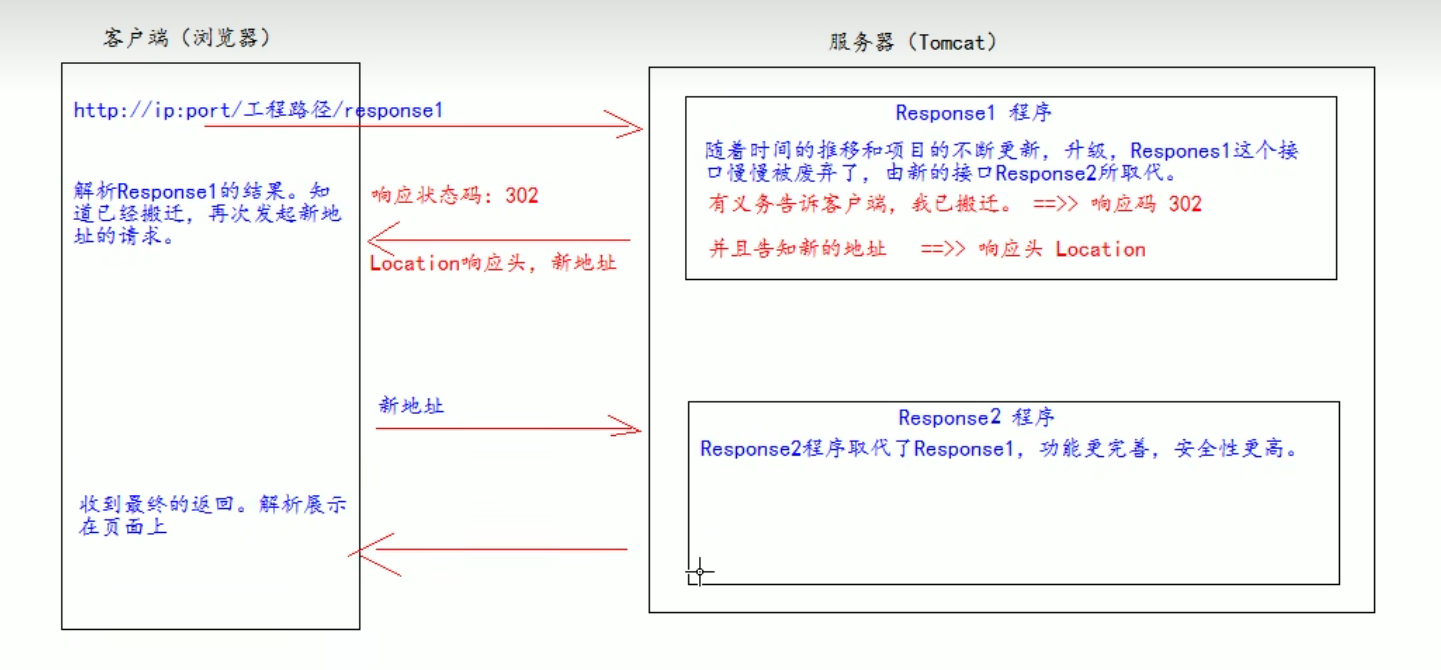 客户端（浏览器）
服务器（Tomcat）
http://ip:port/工程路径/response1
Response1 程序
随着时间的推移和项目的不断更新，升级，Respones1这个接
口慢慢被废弃了，由新的接口Response2所取代。
有义务告诉客户端，我已搬迁。 ==>> 响应码 302
并且告知新的地址 ==>> 响应头 Location
解析Response1的结果。知
道已经搬迁，再次发起新地
址的请求。
响应状态码：302
Location响应头，新地址
新地址
Response2 程序
Response2程序取代了Response1，功能更完善，安全性更高。
收到最终的返回。解析展示
在页面上